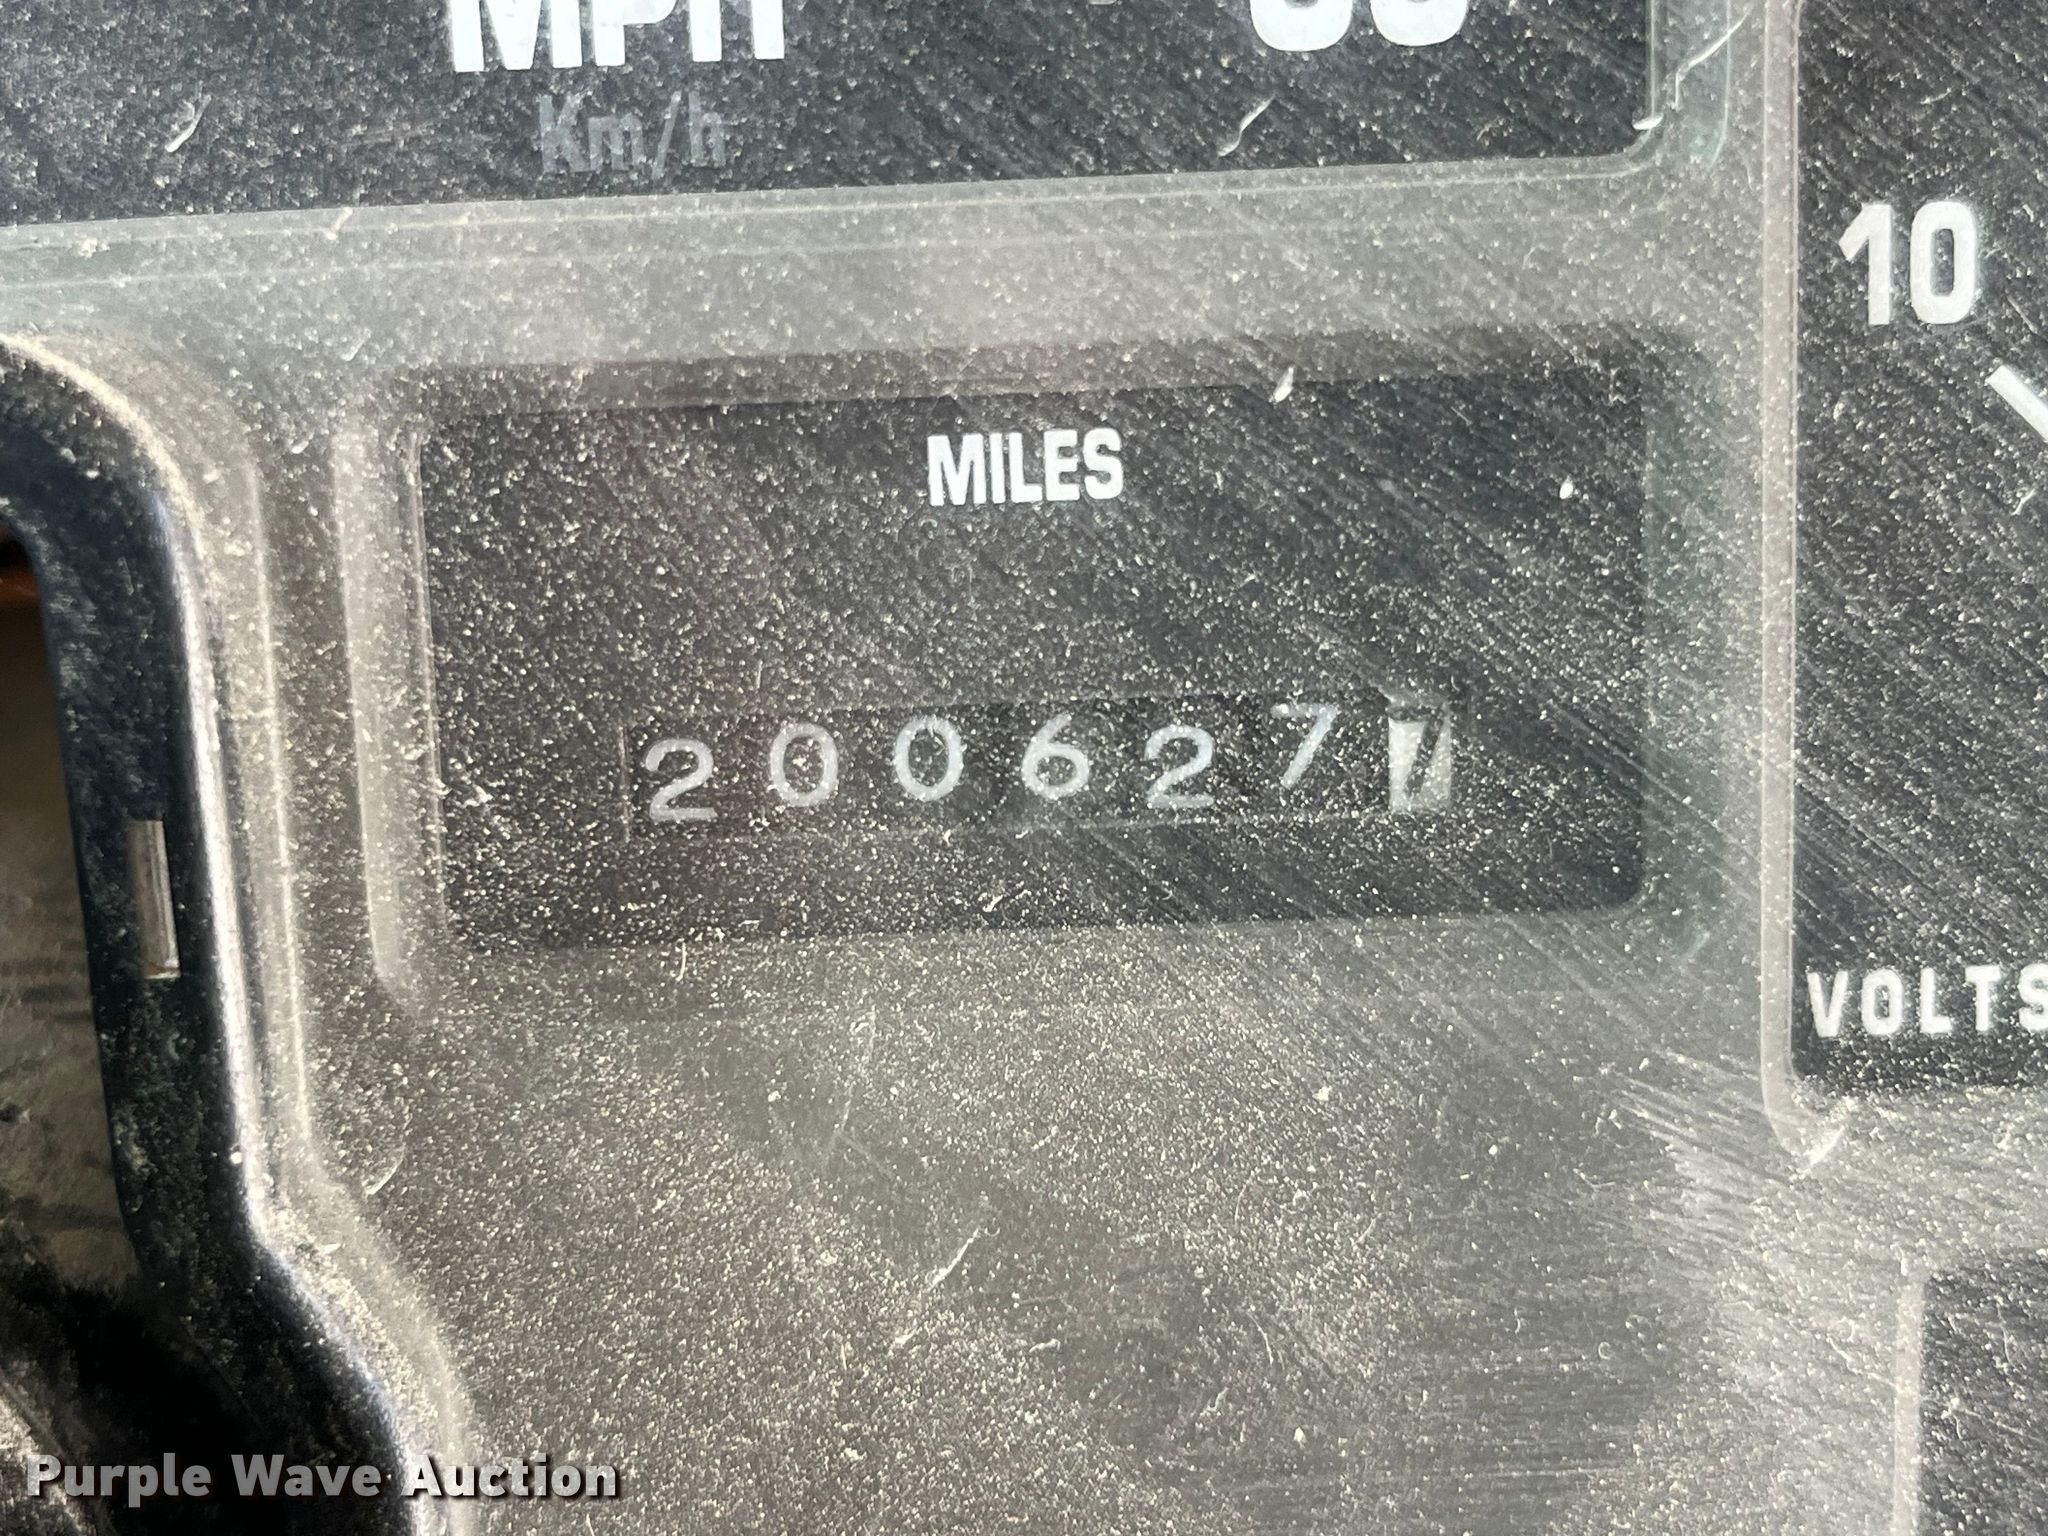 MPH
Km/h
10
MILES
2006277
VOLTS
Purple Wave Auction